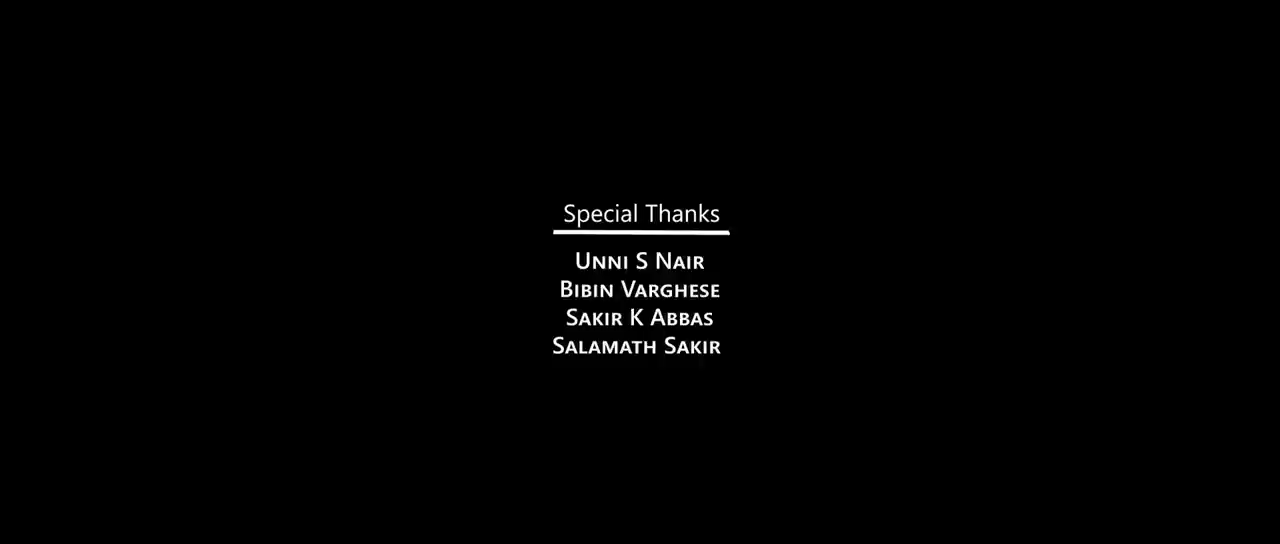 Special Thanks
Unni S Nair
Bibin Varghese
Sakir K Abbas
Salamath Sakir